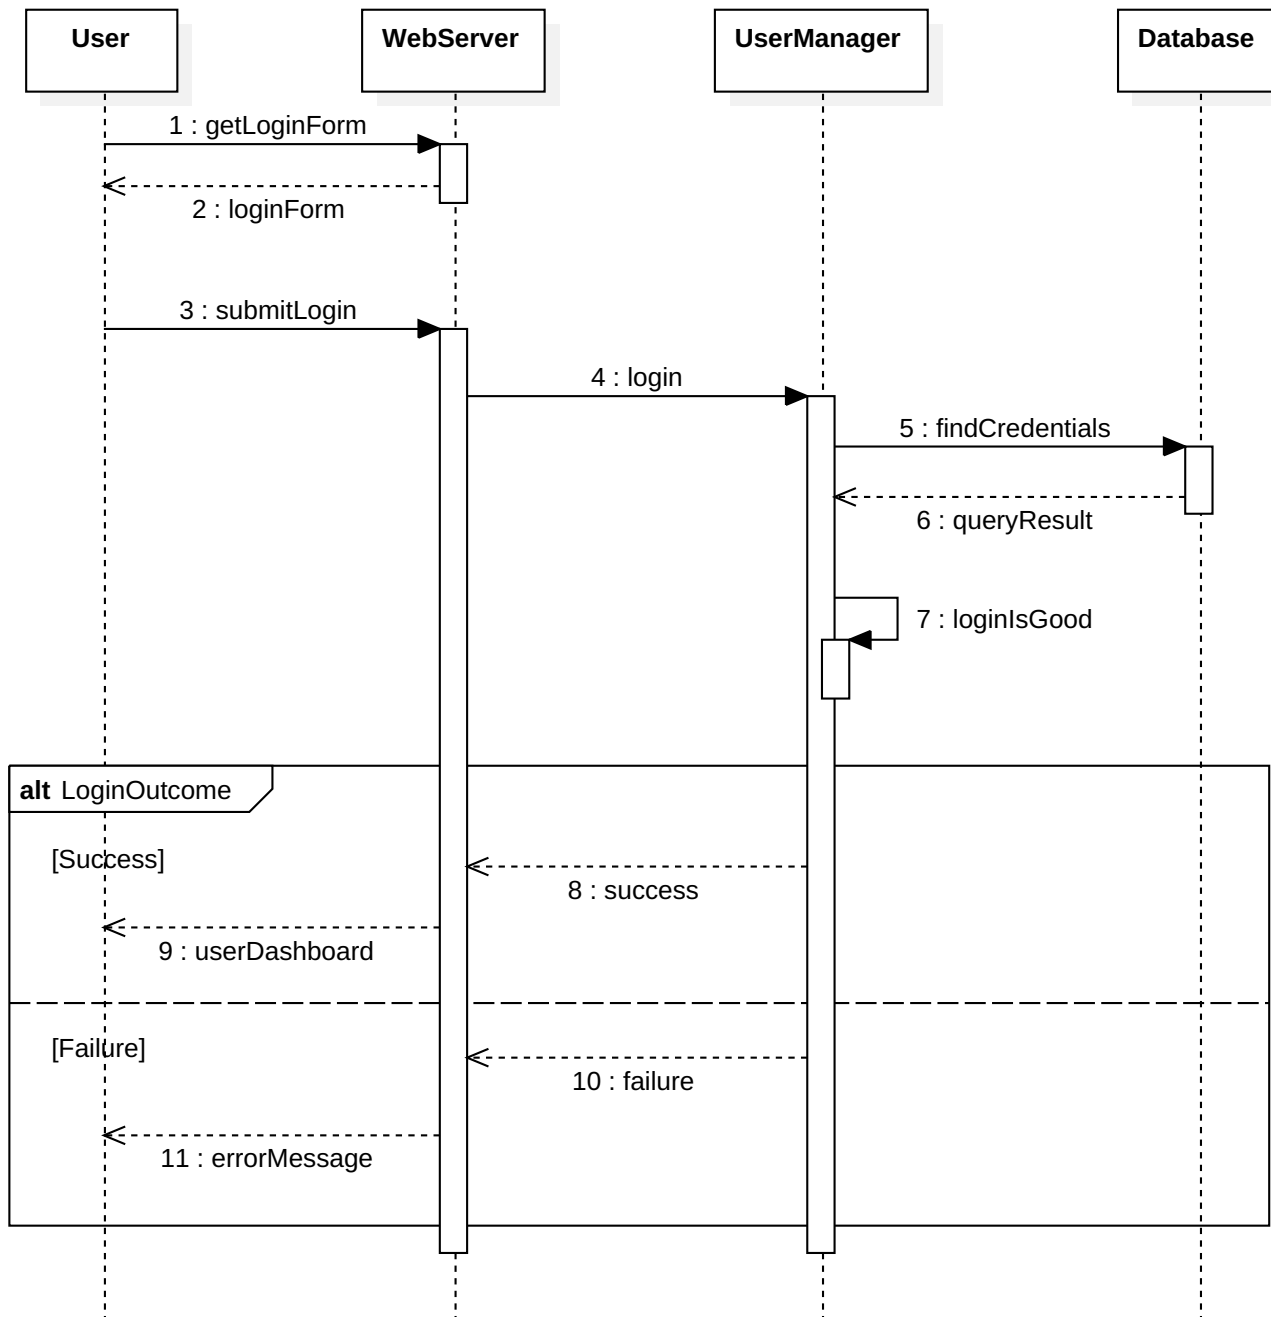 User
WebServer
UserManager
Database
1 : getLoginForm
2 : loginForm
3 : submitLogin
4 : login
5 : findCredentials
6 : queryResult
7 : loginIsGood
alt LoginOutcome
[Success]
8 : success
9 : userDashboard
[Failure]
10 : failure
11 : errorMessage